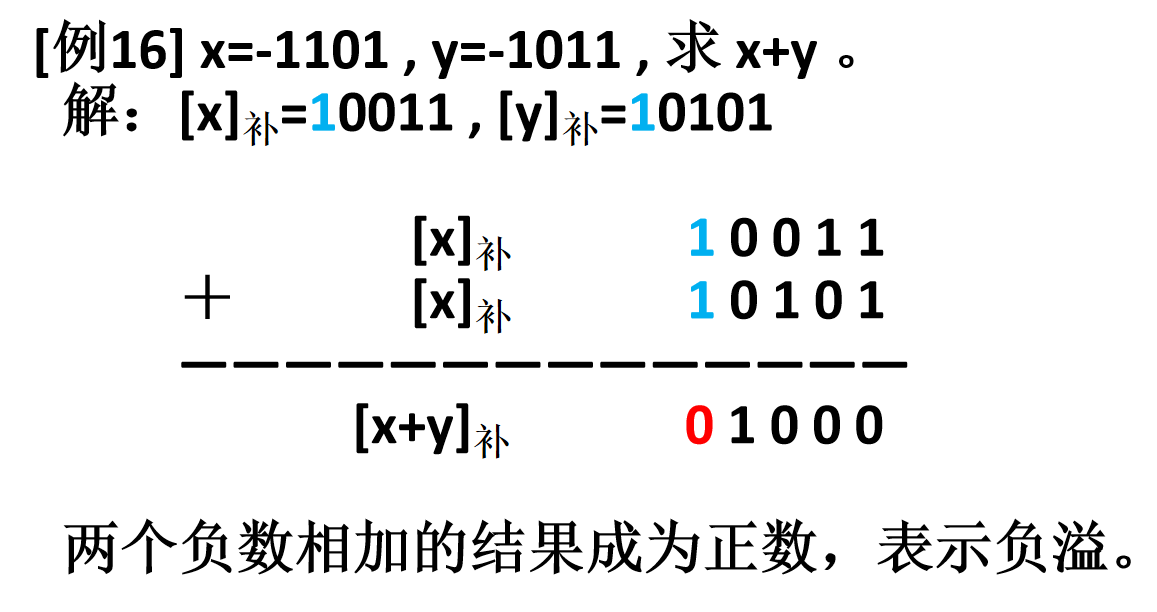 [例16] x=-1101 , y=-1011 , 求 x+y 。
解：[x]补=10011 , [y]补=10101
[x]补 1 0 0 1 1
＋ [x]补 1 0 1 0 1
[x+y]补 0 1 0 0 0
两个负数相加的结果成为正数，表示负溢。